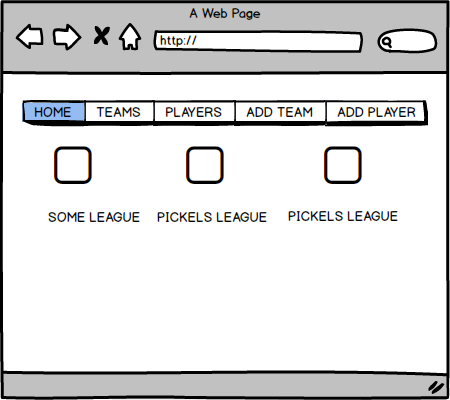 A Web Page
http://
HOME TEAMS PLAYERS ADD TEAM ADD PLAYER
SOME LEAGUE PICKELS LEAGUE PICKELS LEAGUE